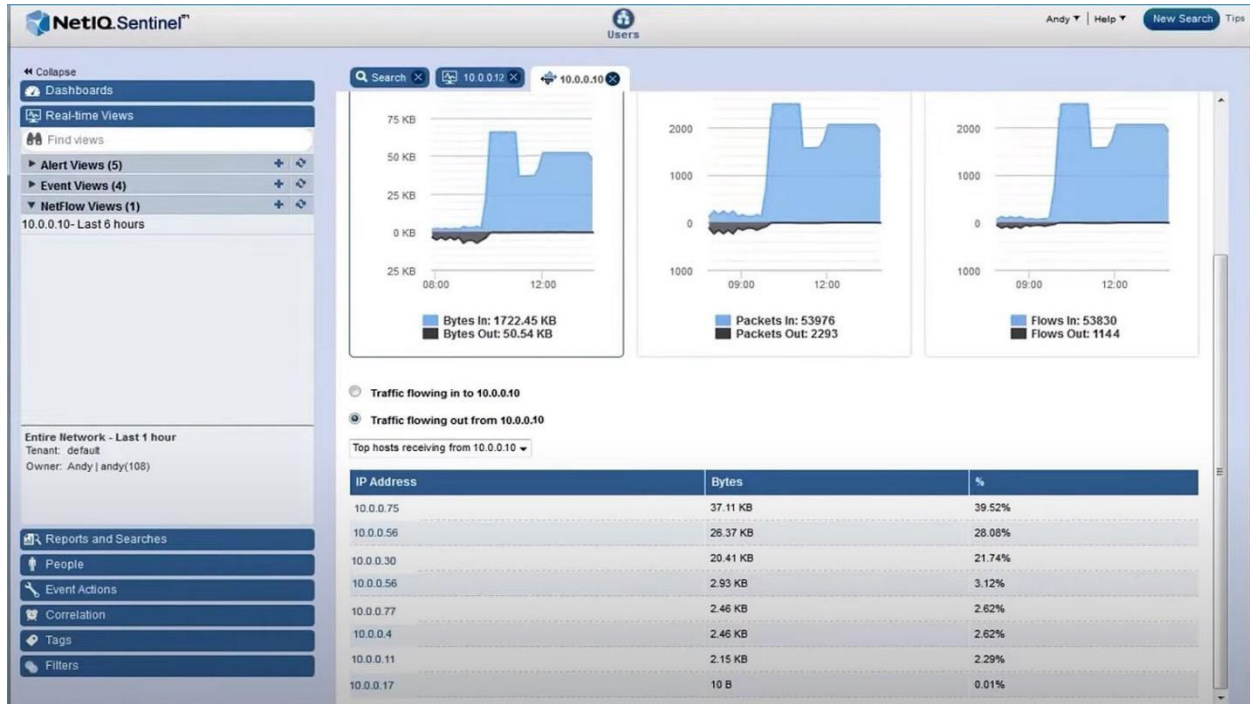 NetIQ Sentinel™
Users
Andy
Help
New Search
Tips
Collapse
Dashboards
Real-time Views
Find views
Alert Views (5)
Event Views (4)
NetFlow Views (1)
10.0.0.10- Last 6 hours
Entire Network - Last 1 hour
Tenant: default
Owner: Andy | andy(108)
Reports and Searches
People
Event Actions
Correlation
Tags
Filters
Search
10.0.0.12
10.0.0.10
75 KB
50 KB
25 KB
0 KB
25 KB
08:00 12:00
Bytes In: 1722.45 KB
Bytes Out: 50.54 KB
2000
1000
0
1000
09:00 12:00
Packets In: 53976
Packets Out: 2293
2000
1000
0
1000
09:00 12:00
Flows In: 53830
Flows Out: 1144
Traffic flowing in to 10.0.0.10
Traffic flowing out from 10.0.0.10
Top hosts receiving from 10.0.0.10
IP Address Bytes %
10.0.0.75 37.11 KB 39.52%
10.0.0.56 26.37 KB 28.08%
10.0.0.30 20.41 KB 21.74%
10.0.0.56 2.93 KB 3.12%
10.0.0.77 2.46 KB 2.62%
10.0.0.4 2.46 KB 2.62%
10.0.0.11 2.15 KB 2.29%
10.0.0.17 10 B 0.01%